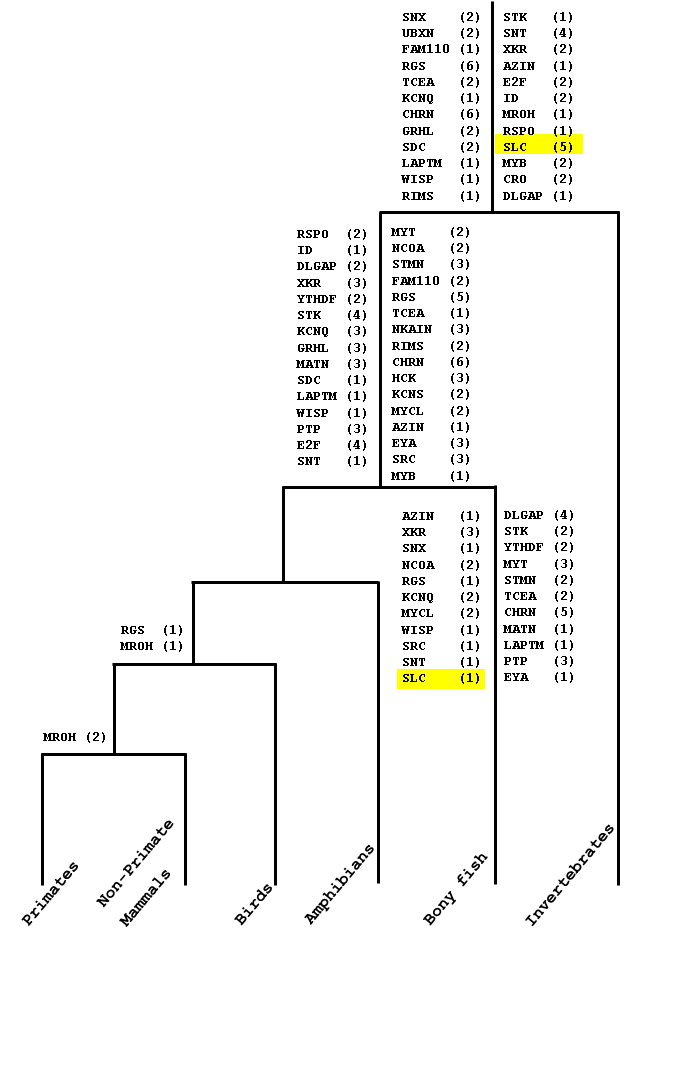 SNX (2)
UBXN (2)
FAM110 (1)
RGS (6)
TCEA (2)
KCNQ (1)
CHRN (6)
GRHL (2)
SDC (2)
LAPTM (1)
WISP (1)
RIMS (1)
STK (1)
SNT (4)
XKR (2)
AZIN (1)
E2F (2)
ID (2)
MROH (1)
RSPO (1)
SLC (5)
MYB (2)
CRO (2)
DLGAP (1)
RSPO (2)
ID (1)
DLGAP (2)
XKR (3)
YTHDF (2)
STK (4)
KCNQ (3)
GRHL (3)
MATN (3)
SDC (1)
LAPTM (1)
WISP (1)
PTP (3)
E2F (4)
SNT (1)
MYT (2)
NCOA (2)
STMN (3)
FAM110 (2)
RGS (5)
TCEA (1)
NKAIN (3)
RIMS (2)
CHRN (6)
HCK (3)
KCNS (2)
MYCL (2)
AZIN (1)
EYA (3)
SRC (3)
MYB (1)
AZIN (1)
XKR (3)
SNX (1)
NCOA (2)
RGS (1)
KCNQ (2)
MYCL (2)
WISP (1)
SRC (1)
SNT (1)
SLC (1)
DLGAP (4)
STK (2)
YTHDF (2)
MYT (3)
STMN (2)
TCEA (2)
CHRN (5)
MATN (1)
LAPTM (1)
PTP (3)
EYA (1)
RGS (1)
MROH (1)
MROH (2)
Primates
Non-Primate
Mammals
Birds
Amphibians
Bony fish
Invertebrates